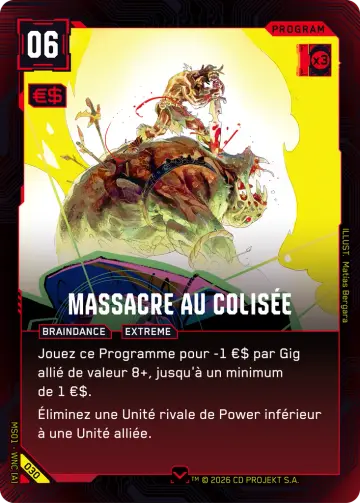 06
PROGRAM
x3
€$
ILLUST. Matías Bergara
MASSACRE AU COLISÉE
BRAINDANCE
EXTREME
Jouez ce Programme pour -1 €$ par Gig
allié de valeur 8+, jusqu'à un minimum
de 1 €$.
Éliminez une Unité rivale de Power inférieur
à une Unité alliée.
MS01 - WNC [A]
030
™ © 2026 CD PROJEKT S.A.